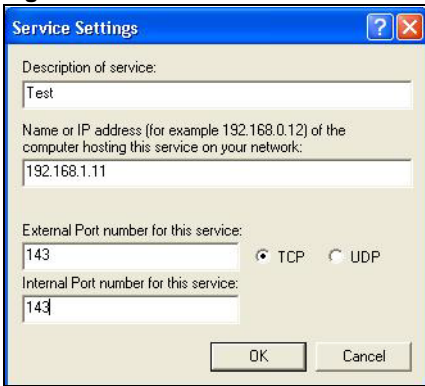 Service Settings
Description of service:
Test
Name or IP address (for example 192.168.0.12) of the
computer hosting this service on your network:
192.168.1.11
External Port number for this service:
143 TCP UDP
Internal Port number for this service:
143
OK Cancel